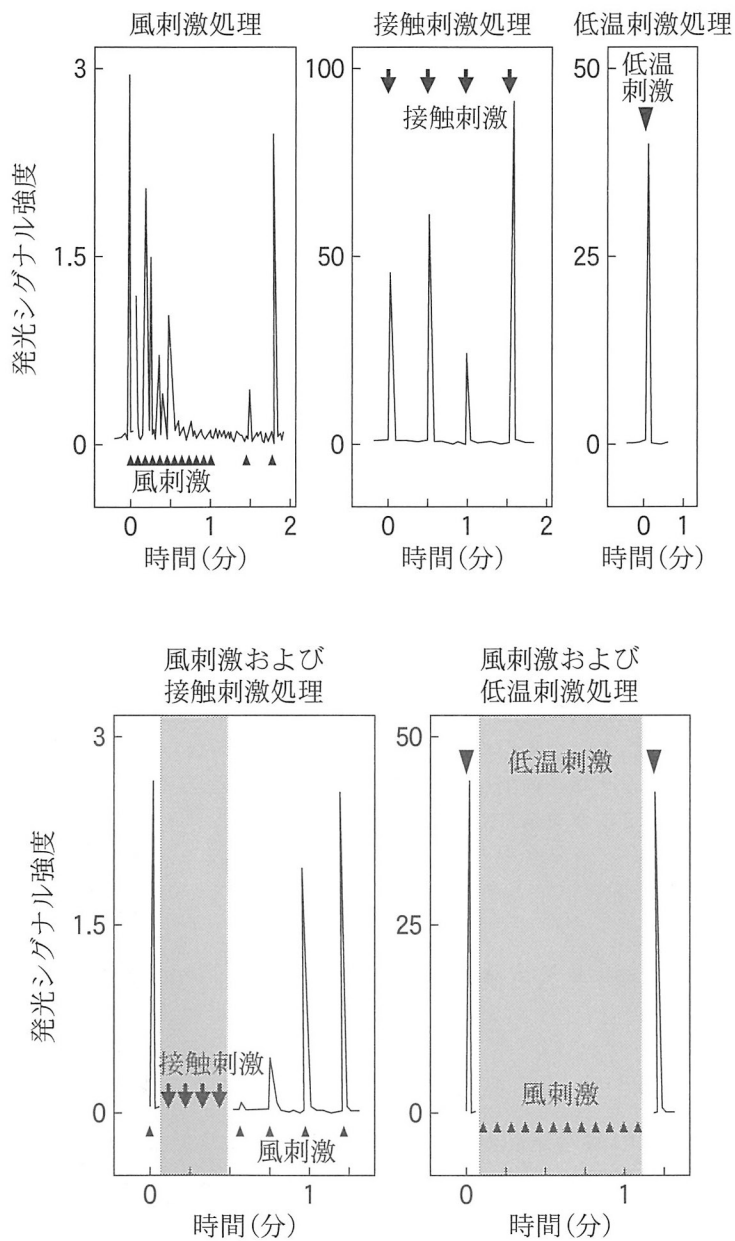 風刺激処理
3
1.5
0
発光シグナル強度
風刺激
0 1 2
時間(分)
接触刺激処理
100
50
0
接触刺激
0 1 2
時間(分)
低温刺激処理
50
25
0
低温
刺激
0 1
時間(分)
風刺激および
接触刺激処理
3
1.5
0
発光シグナル強度
接触刺激
風刺激
0 1
時間(分)
風刺激および
低温刺激処理
50
25
0
低温刺激
風刺激
0 1
時間(分)